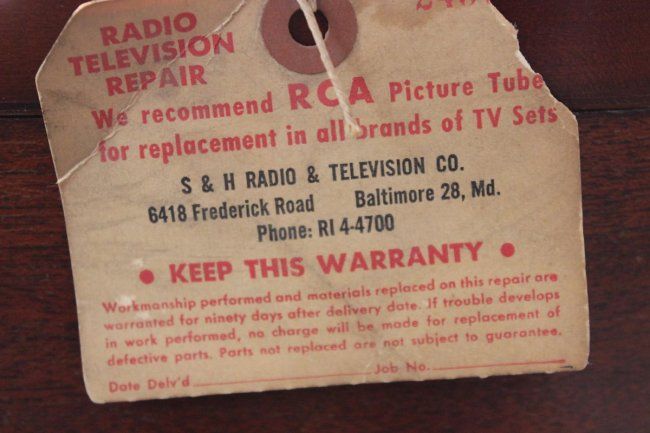 RADIO
TELEVISION
REPAIR
We recommend RCA Picture Tube
for replacement in all brands of TV Sets
S & H RADIO & TELEVISION CO.
6418 Frederick Road Baltimore 28, Md.
Phone: RI 4-4700
• KEEP THIS WARRANTY •
Workmanship performed and materials replaced on this repair are
warranted for ninety days after delivery date. If trouble develops
in work performed, no charge will be made for replacement of
defective parts. Parts not replaced are not subject to guarantee.
Date Delv'd Job No.